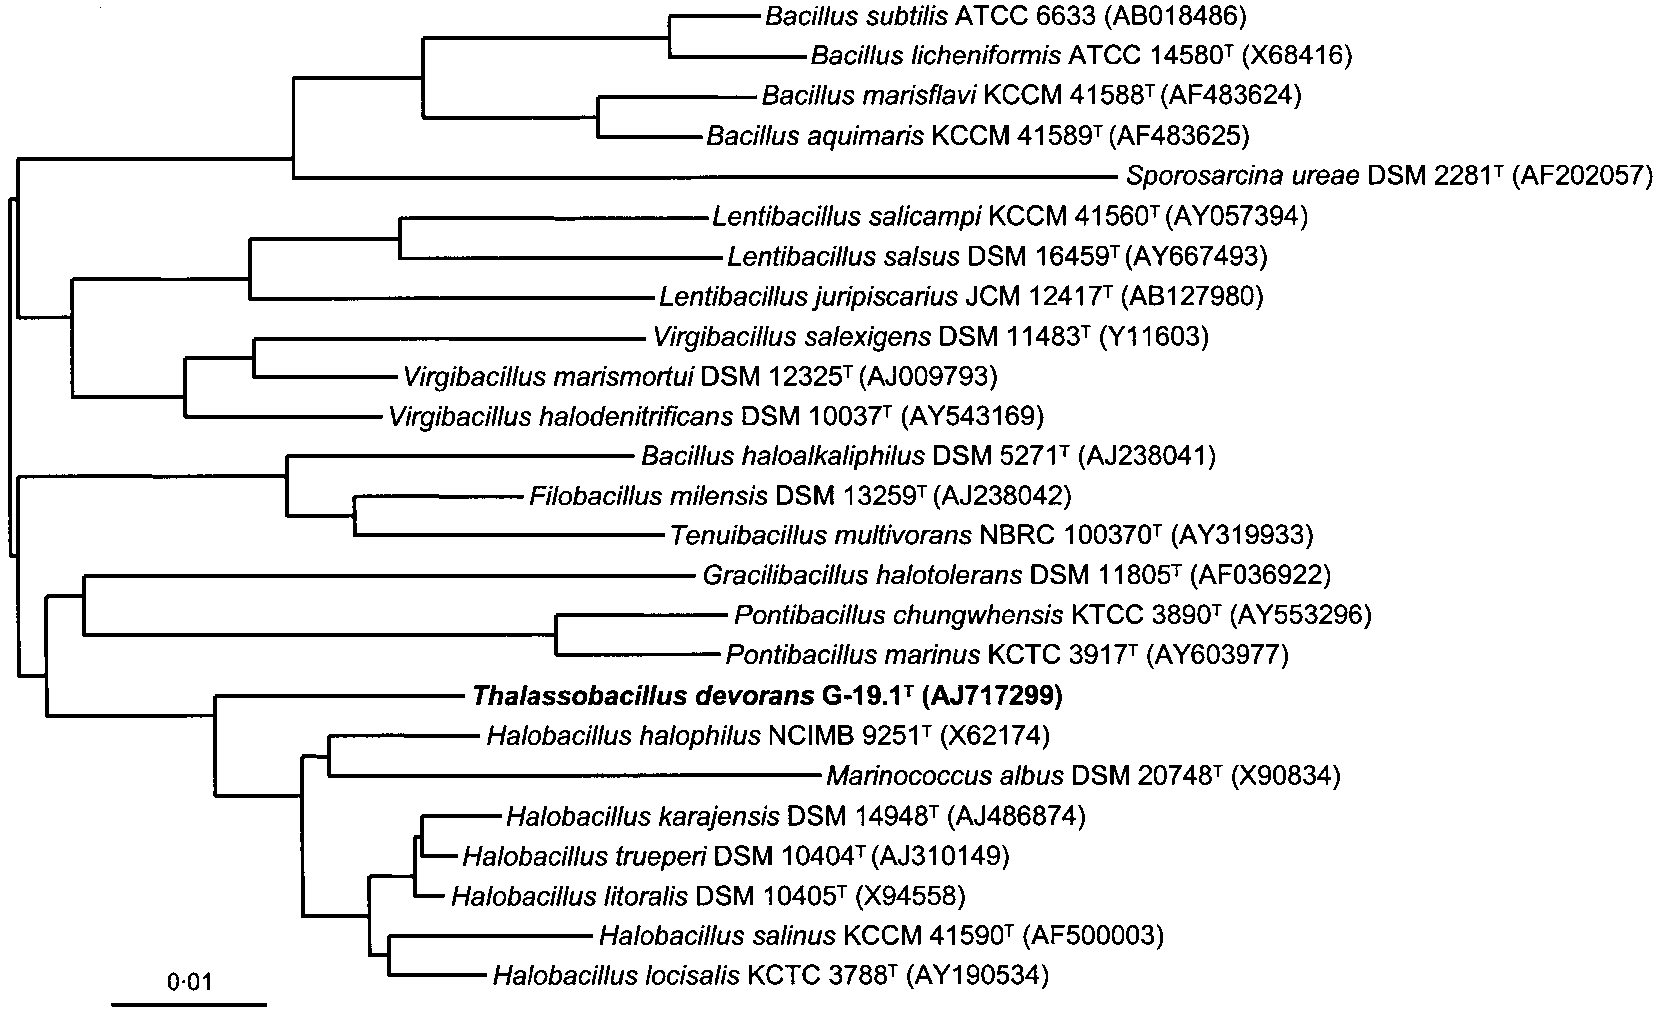 Bacillus subtilis ATCC 6633 (AB018486)
Bacillus licheniformis ATCC 14580ᵀ (X68416)
Bacillus marisflavi KCCM 41588ᵀ (AF483624)
Bacillus aquimaris KCCM 41589ᵀ (AF483625)
Sporosarcina ureae DSM 2281ᵀ (AF202057)
Lentibacillus salicampi KCCM 41560ᵀ (AY057394)
Lentibacillus salsus DSM 16459ᵀ (AY667493)
Lentibacillus juripiscarius JCM 12417ᵀ (AB127980)
Virgibacillus salexigens DSM 11483ᵀ (Y11603)
Virgibacillus marismortui DSM 12325ᵀ (AJ009793)
Virgibacillus halodenitrificans DSM 10037ᵀ (AY543169)
Bacillus haloalkaliphilus DSM 5271ᵀ (AJ238041)
Filobacillus milensis DSM 13259ᵀ (AJ238042)
Tenuibacillus multivorans NBRC 100370ᵀ (AY319933)
Gracilibacillus halotolerans DSM 11805ᵀ (AF036922)
Pontibacillus chungwhensis KTCC 3890ᵀ (AY553296)
Pontibacillus marinus KCTC 3917ᵀ (AY603977)
Thalassobacillus devorans G-19.1ᵀ (AJ717299)
Halobacillus halophilus NCIMB 9251ᵀ (X62174)
Marinococcus albus DSM 20748ᵀ (X90834)
Halobacillus karajensis DSM 14948ᵀ (AJ486874)
Halobacillus trueperi DSM 10404ᵀ (AJ310149)
Halobacillus litoralis DSM 10405ᵀ (X94558)
Halobacillus salinus KCCM 41590ᵀ (AF500003)
Halobacillus locisalis KCTC 3788ᵀ (AY190534)
0·01